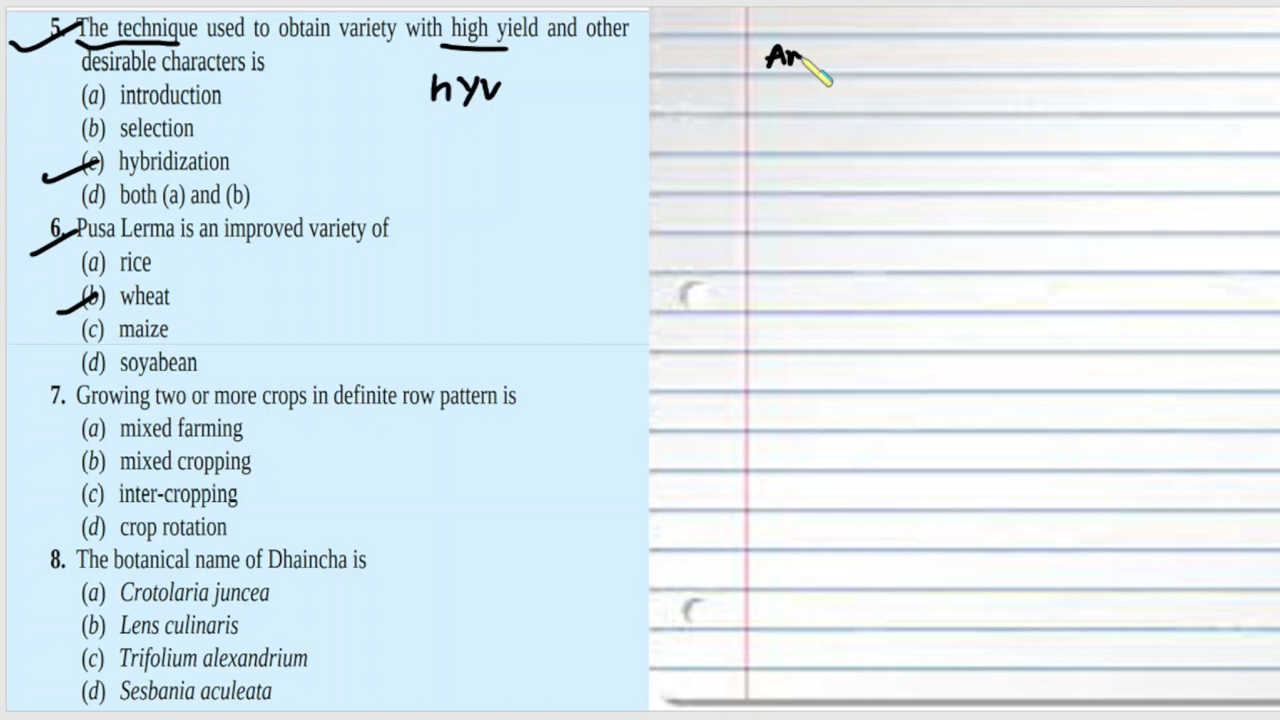 5. The technique used to obtain variety with high yield and other
desirable characters is
hyv
(a) introduction
(b) selection
(c) hybridization
(d) both (a) and (b)
6. Pusa Lerma is an improved variety of
(a) rice
(b) wheat
(c) maize
(d) soyabean
7. Growing two or more crops in definite row pattern is
(a) mixed farming
(b) mixed cropping
(c) inter-cropping
(d) crop rotation
8. The botanical name of Dhaincha is
(a) Crotolaria juncea
(b) Lens culinaris
(c) Trifolium alexandrium
(d) Sesbania aculeata
An